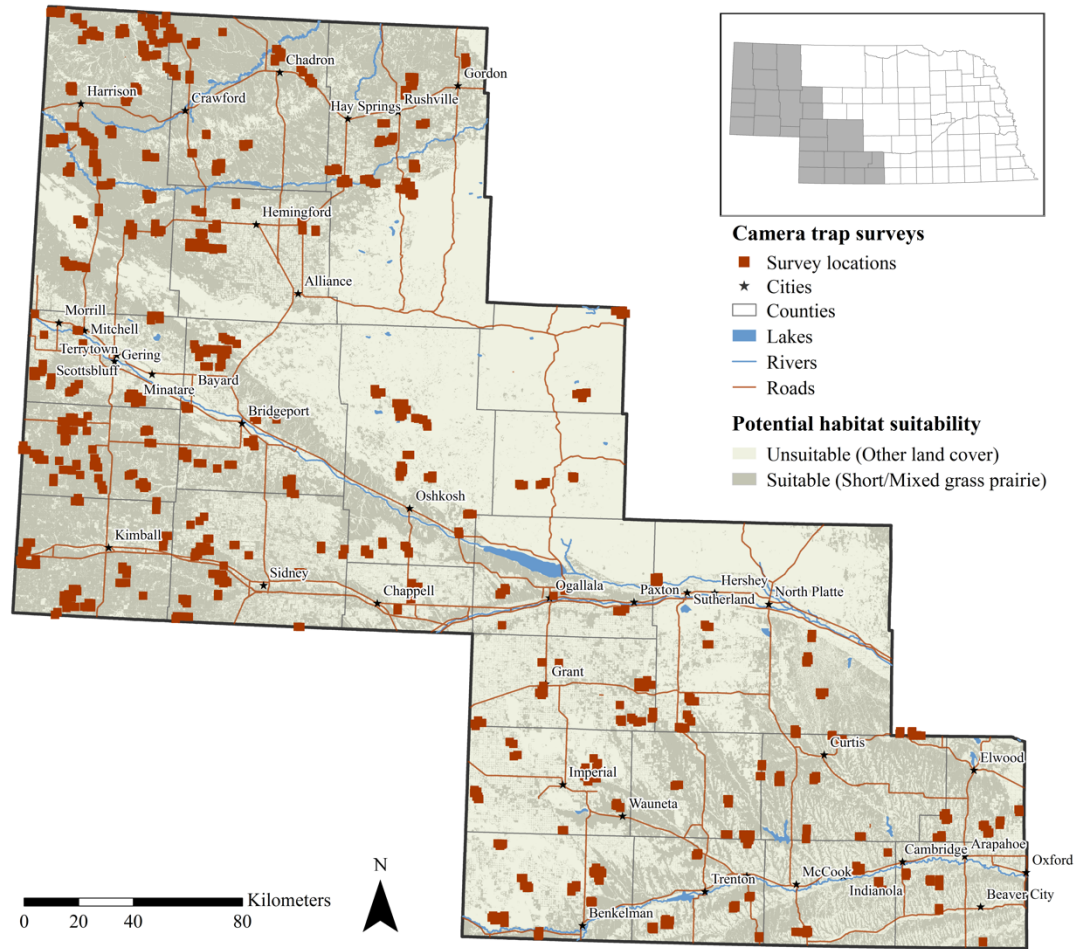 Chadron
Gordon
Harrison
Crawford
Hay Springs
Rushville
Hemingford
Alliance
Morrill
Mitchell
Terrytown
Gering
Scottsbluff
Minatare
Bayard
Bridgeport
Oshkosh
Kimball
Sidney
Chappell
Ogallala
Paxton
Hershey
Sutherland
North Platte
Grant
Curtis
Elwood
Imperial
Wauneta
Cambridge
Arapahoe
Oxford
Trenton
McCook
Indianola
Beaver City
Benkelman
Camera trap surveys
Survey locations
Cities
Counties
Lakes
Rivers
Roads
Potential habitat suitability
Unsuitable (Other land cover)
Suitable (Short/Mixed grass prairie)
N
Kilometers
0 20 40 80